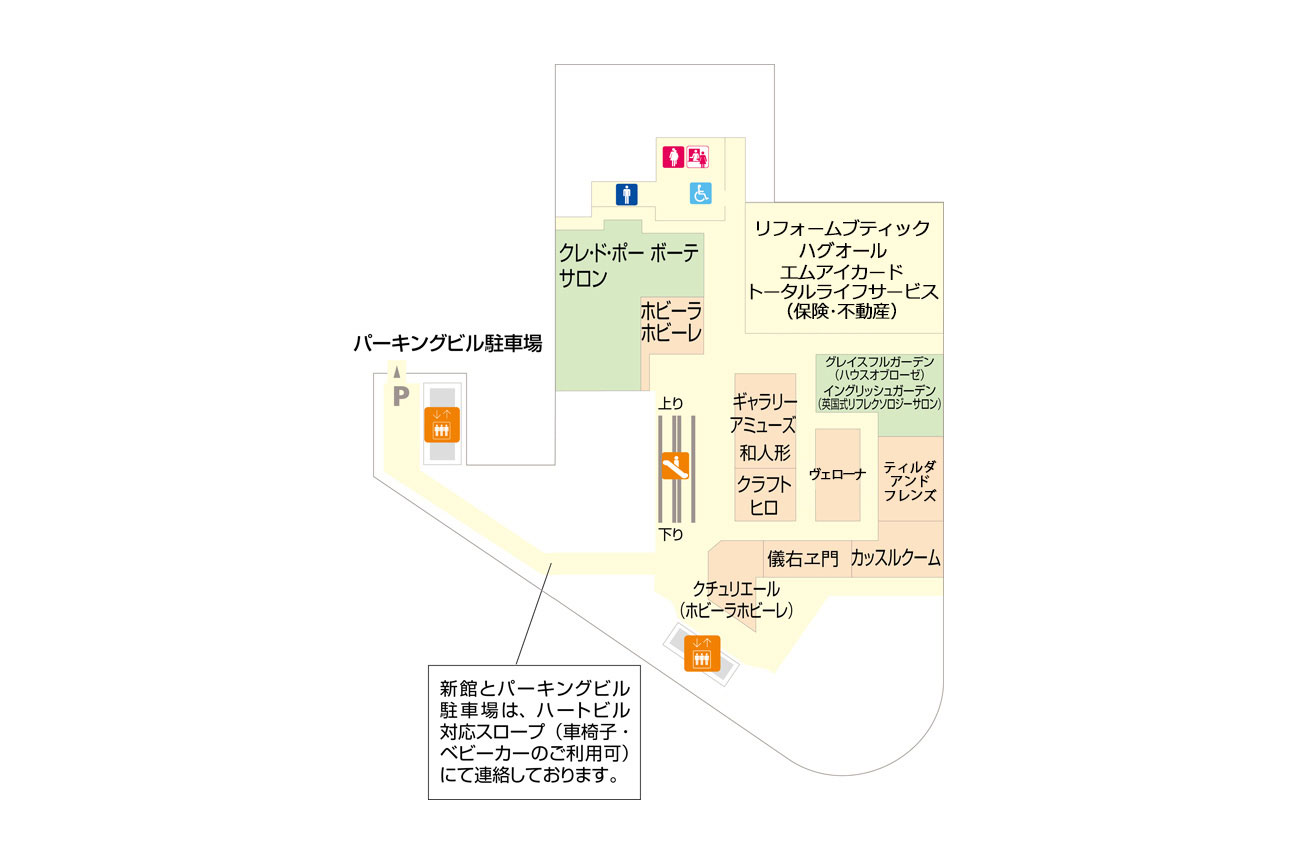 リフォームブティック
ハグオール
エムアイカード
トータルライフサービス
（保険・不動産）
クレ・ド・ポー ボーテ
サロン
ホビーラ
ホビーレ
パーキングビル駐車場
P
グレイスフルガーデン
（ハウスオブローゼ）
イングリッシュガーデン
（英国式リフレクソロジーサロン）
上り
下り
ギャラリー
アミューズ
和人形
クラフト
ヒロ
ヴェローナ
ティルダ
アンド
フレンズ
儀右ヱ門
カッスルクーム
クチュリエール
（ホビーラホビーレ）
新館とパーキングビル
駐車場は、ハートビル
対応スロープ（車椅子・
ベビーカーのご利用可）
にて連絡しております。